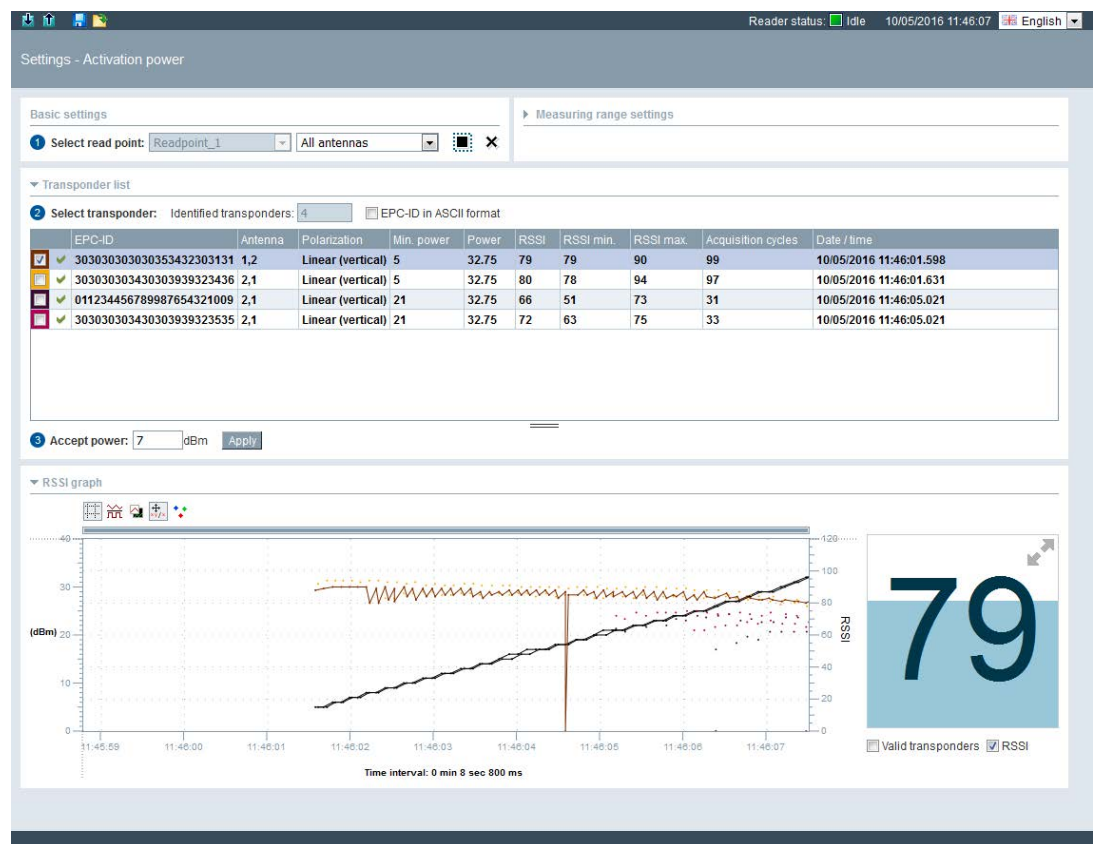 Reader status: Idle 10/05/2016 11:46:07 English
Settings - Activation power
Basic settings
Measuring range settings
1 Select read point: Readpoint_1 All antennas
Transponder list
2 Select transponder: Identified transponders: 4 EPC-ID in ASCII format
EPC-ID Antenna Polarization Min. power Power RSSI RSSI min. RSSI max. Acquisition cycles Date / time
303030303030353432303131 1,2 Linear (vertical) 5 32.75 79 79 90 99 10/05/2016 11:46:01.598
303030303430303939323436 2,1 Linear (vertical) 5 32.75 80 78 94 97 10/05/2016 11:46:01.631
011234456789987654321009 2,1 Linear (vertical) 21 32.75 66 51 73 31 10/05/2016 11:46:05.021
303030303430303939323535 2,1 Linear (vertical) 21 32.75 72 63 75 33 10/05/2016 11:46:05.021
3 Accept power: 7 dBm Apply
RSSI graph
40 120
100
30
80
(dBm) 20 60 RSSI
40
10
20
0 0
11:45:59 11:46:00 11:46:01 11:46:02 11:46:03 11:46:04 11:46:05 11:46:06 11:46:07
Time interval: 0 min 8 sec 800 ms
79
Valid transponders RSSI